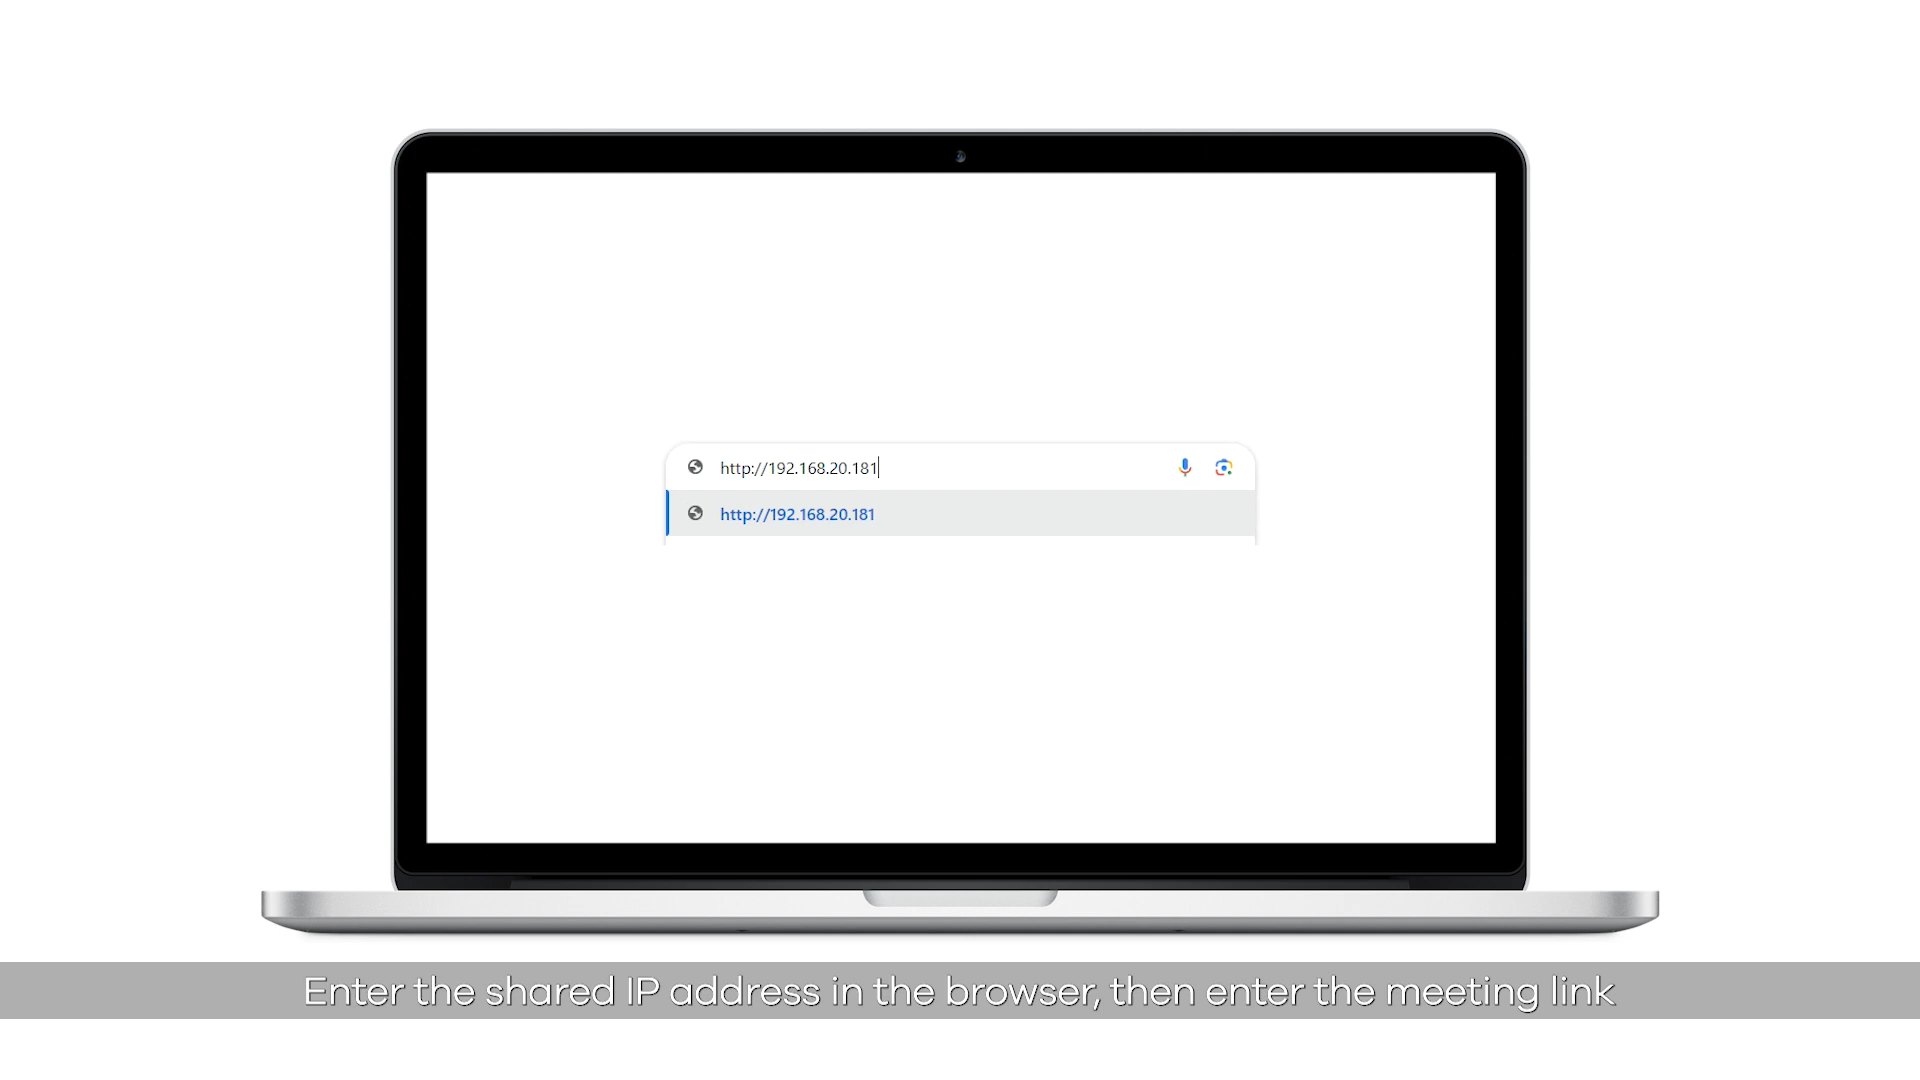 http://192.168.20.181
http://192.168.20.181
Enter the shared IP address in the browser, then enter the meeting link